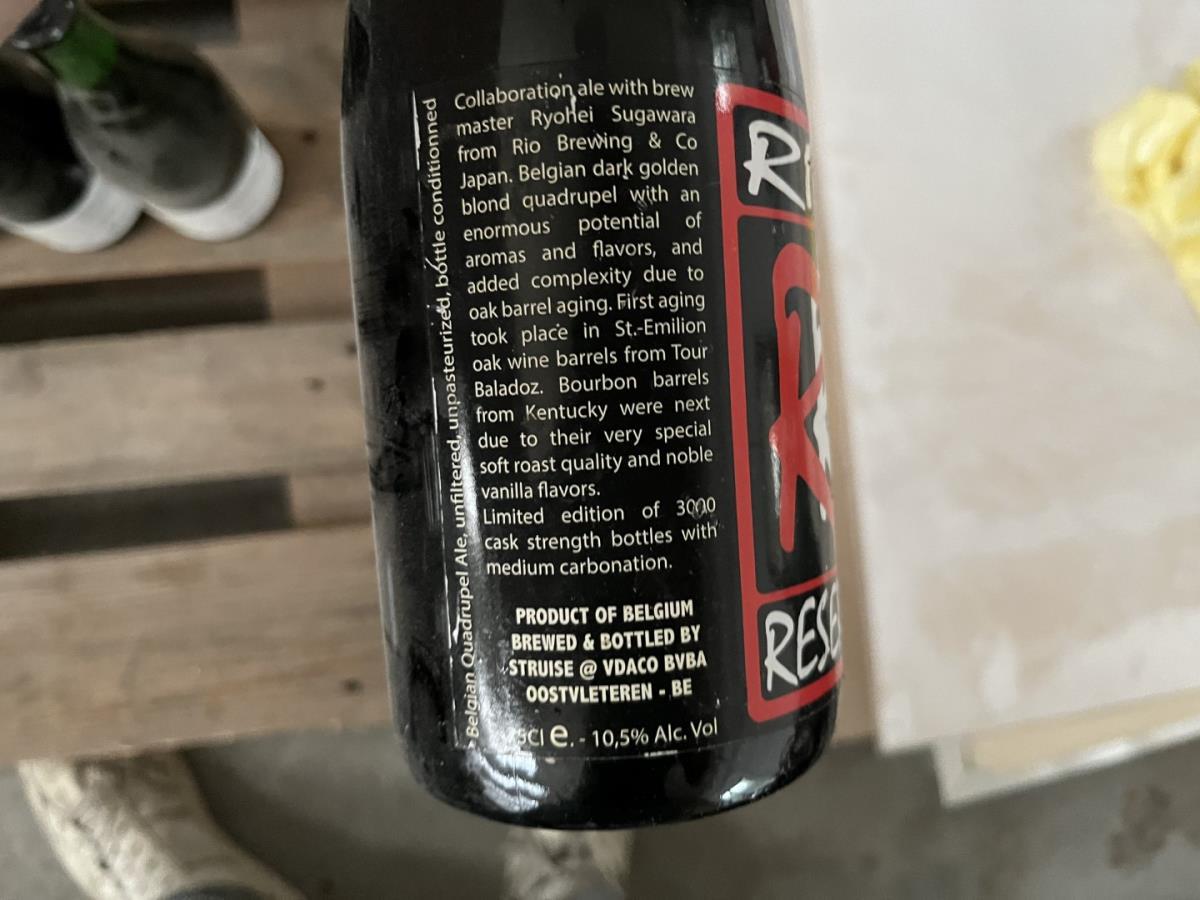 Collaboration ale with brew
master Ryohei Sugawara
from Rio Brewing & Co
Japan. Belgian dark golden
blond quadrupel with an
enormous potential of
aromas and flavors, and
added complexity due to
oak barrel aging. First aging
took place in St.-Emilion
oak wine barrels from Tour
Baladoz. Bourbon barrels
from Kentucky were next
due to their very special
soft roast quality and noble
vanilla flavors.
Limited edition of 3000
cask strength bottles with
medium carbonation.
PRODUCT OF BELGIUM
BREWED & BOTTLED BY
STRUISE @ VDACO BVBA
OOSTVLETEREN - BE
e. - 10,5% Alc. Vol
Belgian Quadrupel Ale, unfiltered, unpasteurized, bottle conditionned
RESE